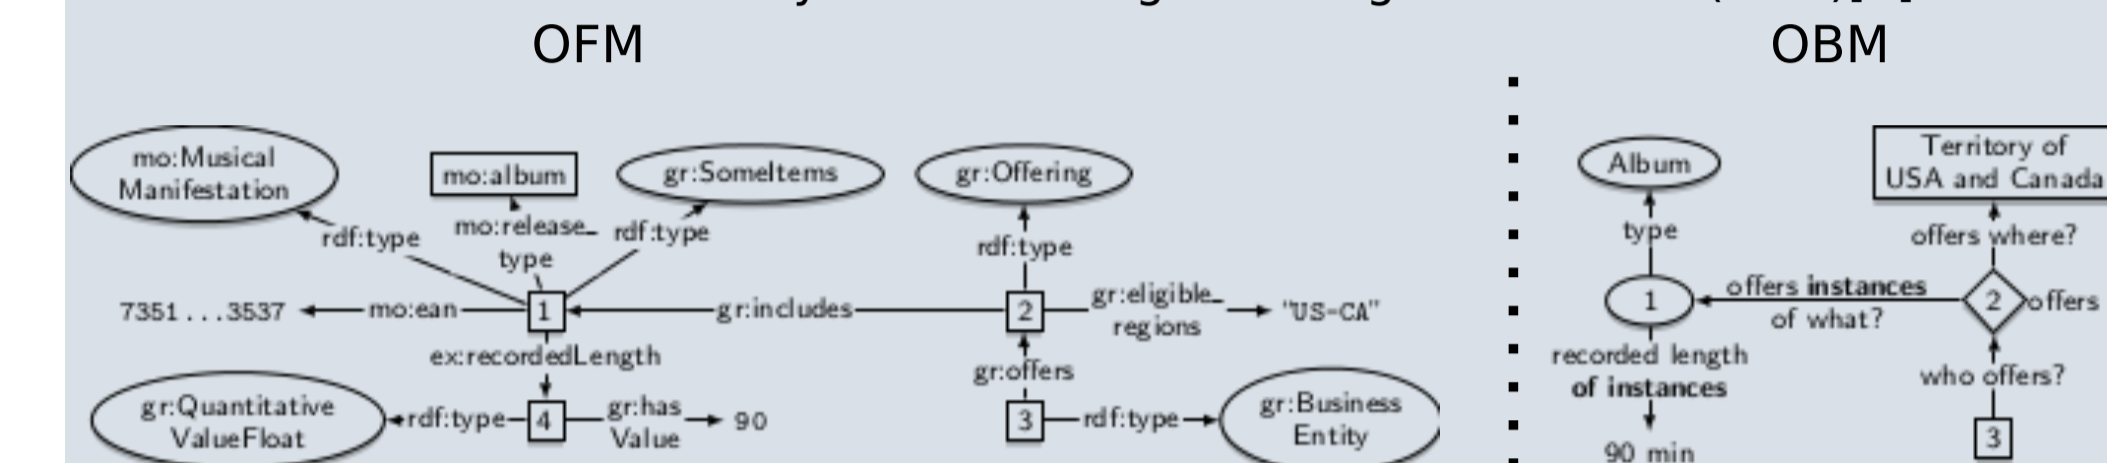 OFM
OBM
mo:Musical
Manifestation
mo:album
gr:SomeItems
gr:Offering
rdf:type
mo:release_
type
rdf:type
rdf:type
7351...3537
mo:ean
1
gr:includes
2
gr:eligible_
regions
"US-CA"
ex:recordedLength
gr:offers
gr:Quantitative
ValueFloat
rdf:type
4
gr:has
Value
90
3
rdf:type
gr:Business
Entity
Album
Territory of
USA and Canada
type
offers where?
1
offers instances
of what?
2
offers
recorded length
of instances
who offers?
90 min
3